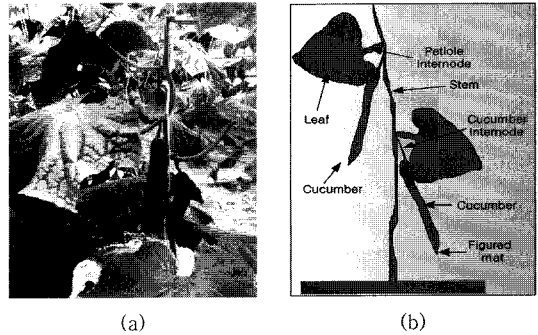 Petiole
internode
Stem
Leaf
Cucumber
internode
Cucumber
Cucumber
Figured
mat
(a)
(b)